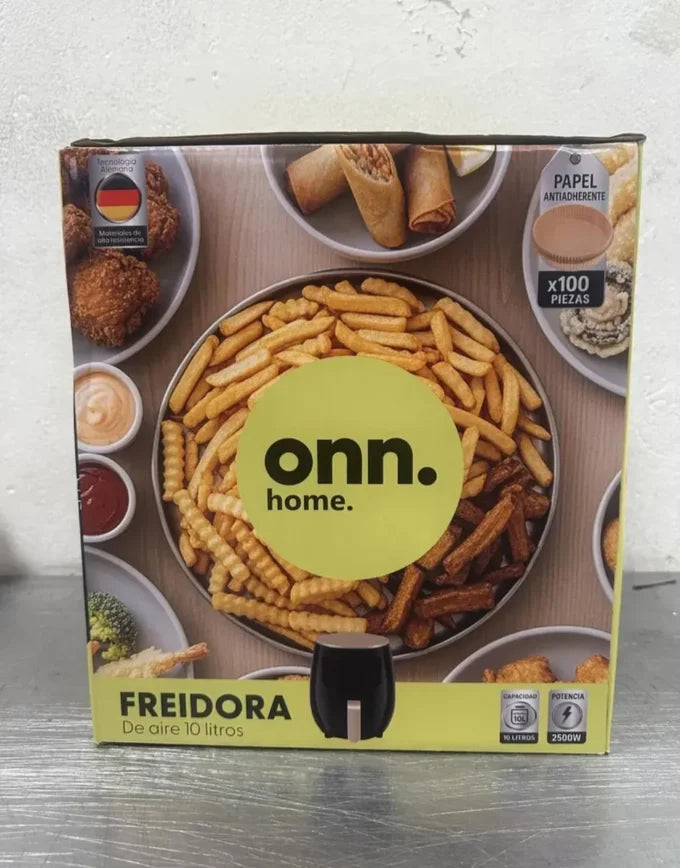 Tecnología
Alemana
Materiales de
alta resistencia
PAPEL
ANTIADHERENTE
x100
PIEZAS
onn.
home.
FREIDORA
De aire 10 litros
CAPACIDAD
10L
10 LITROS
POTENCIA
2500W